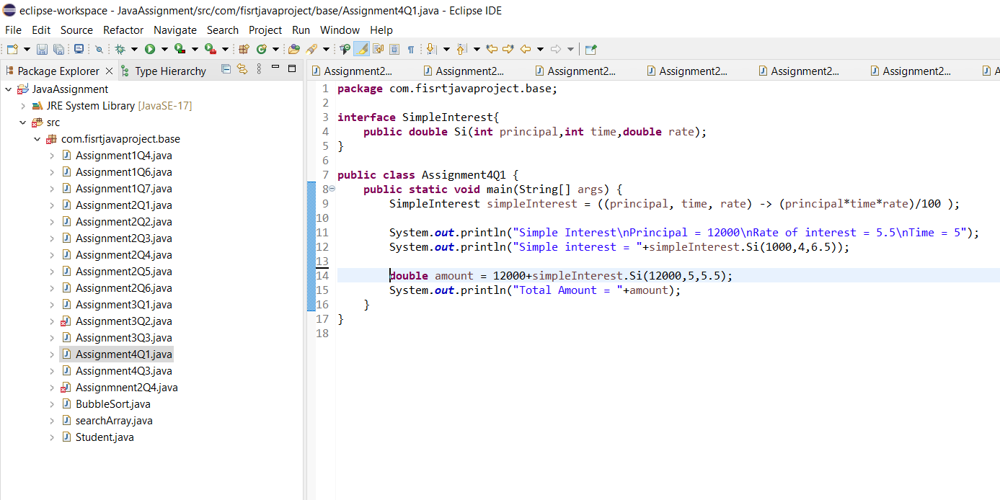 eclipse-workspace - JavaAssignment/src/com/fisrtjavaproject/base/Assignment4Q1.java - Eclipse IDE
File Edit Source Refactor Navigate Search Project Run Window Help
Package Explorer Type Hierarchy
JavaAssignment
JRE System Library [JavaSE-17]
src
com.fisrtjavaproject.base
Assignment1Q4.java
Assignment1Q6.java
Assignment1Q7.java
Assignment2Q1.java
Assignment2Q2.java
Assignment2Q3.java
Assignment2Q4.java
Assignment2Q5.java
Assignment2Q6.java
Assignment3Q1.java
Assignment3Q2.java
Assignment3Q3.java
Assignment4Q1.java
Assignment4Q3.java
Assignmnent2Q4.java
BubbleSort.java
searchArray.java
Student.java
Assignment2... Assignment2... Assignment2... Assignment2... Assignment2... Assignment2... A
1 package com.fisrtjavaproject.base;
2
3 interface SimpleInterest{
4 public double Si(int principal,int time,double rate);
5 }
6
7 public class Assignment4Q1 {
8 public static void main(String[] args) {
9 SimpleInterest simpleInterest = ((principal, time, rate) -> (principal*time*rate)/100 );
10
11 System.out.println("Simple Interest\nPrincipal = 12000\nRate of interest = 5.5\nTime = 5");
12 System.out.println("Simple interest = "+simpleInterest.Si(1000,4,6.5));
13
14 double amount = 12000+simpleInterest.Si(12000,5,5.5);
15 System.out.println("Total Amount = "+amount);
16 }
17 }
18